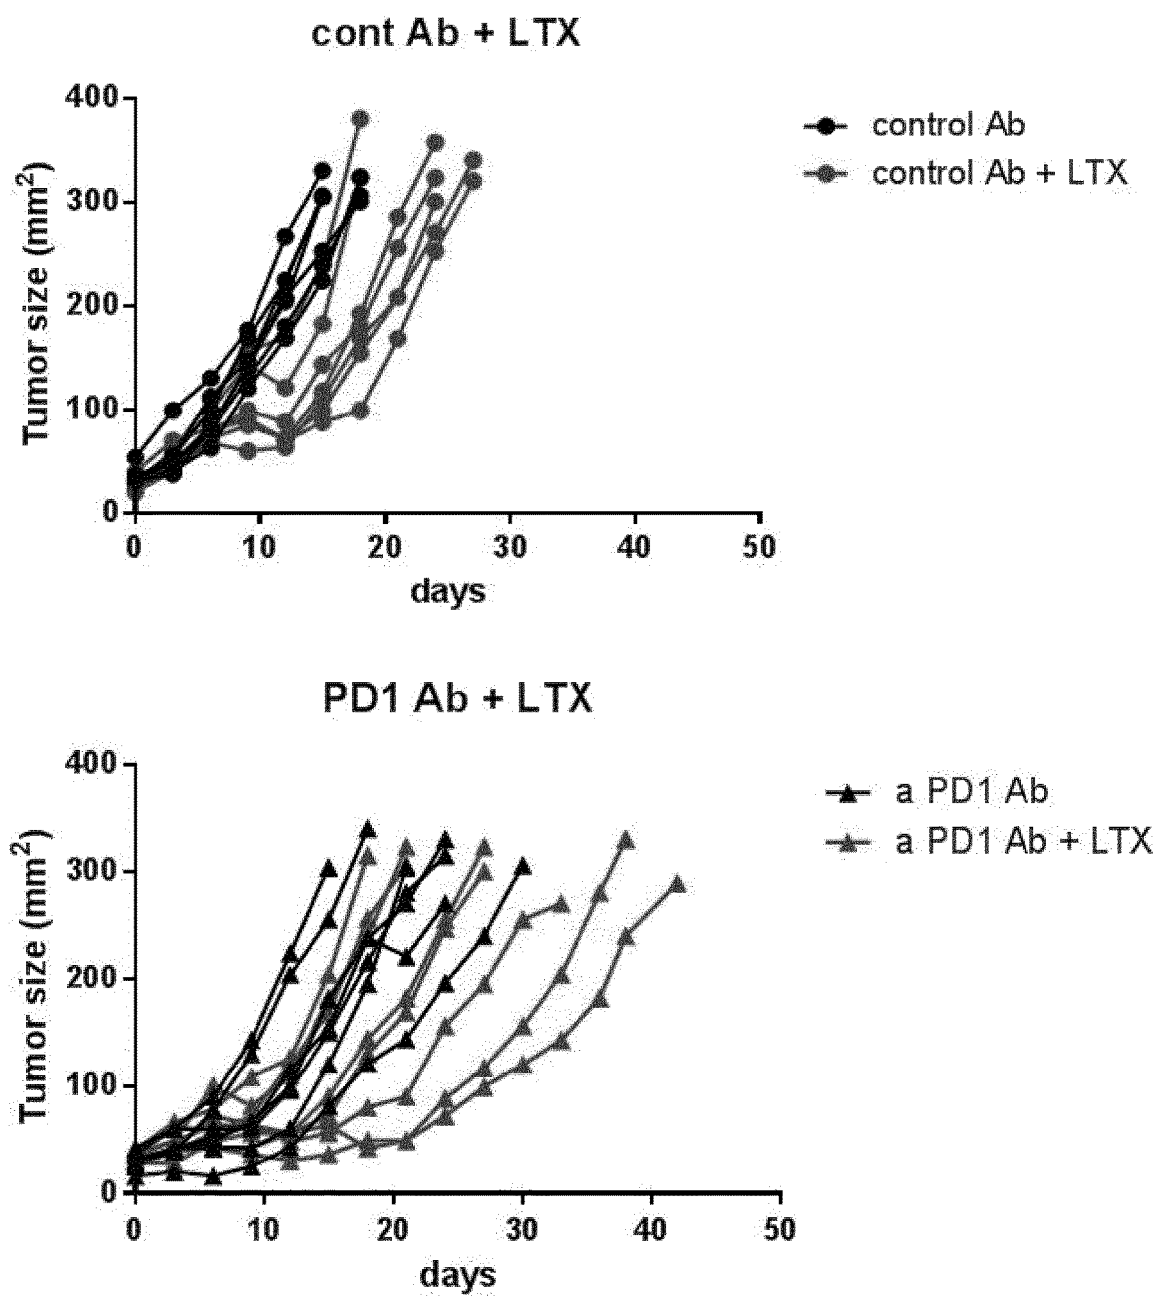 cont Ab + LTX
400
300
200
100
0
Tumor size (mm²)
0 10 20 30 40 50
days
control Ab
control Ab + LTX
PD1 Ab + LTX
400
300
200
100
0
Tumor size (mm²)
0 10 20 30 40 50
days
a PD1 Ab
a PD1 Ab + LTX